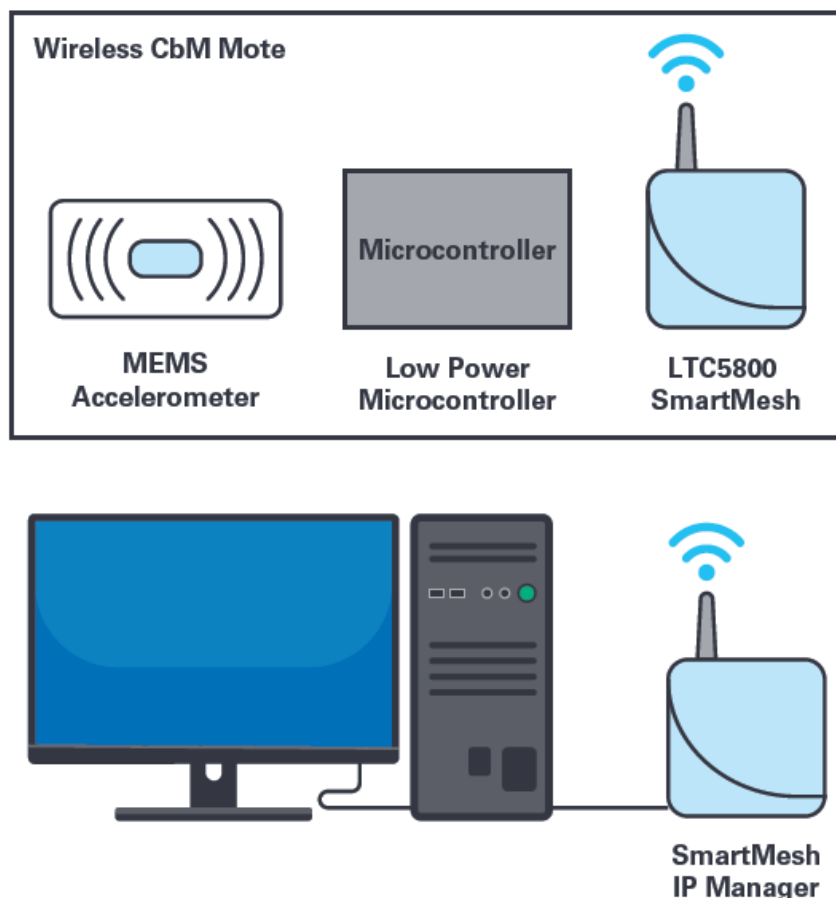 Wireless CbM Mote
Microcontroller
MEMS
Accelerometer
Low Power
Microcontroller
LTC5800
SmartMesh
SmartMesh
IP Manager